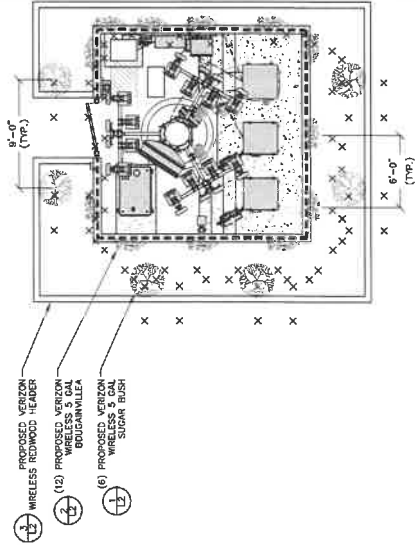 9'-0"
(TYP.)
3
L2
PROPOSED VERIZON
WIRELESS REDWOOD HEADER
2
L2
(12) PROPOSED VERIZON
WIRELESS 5 GAL
BOUGAINVILLEA
1
L2
(6) PROPOSED VERIZON
WIRELESS 5 GAL
SUGAR BUSH
6'-0"
(TYP.)